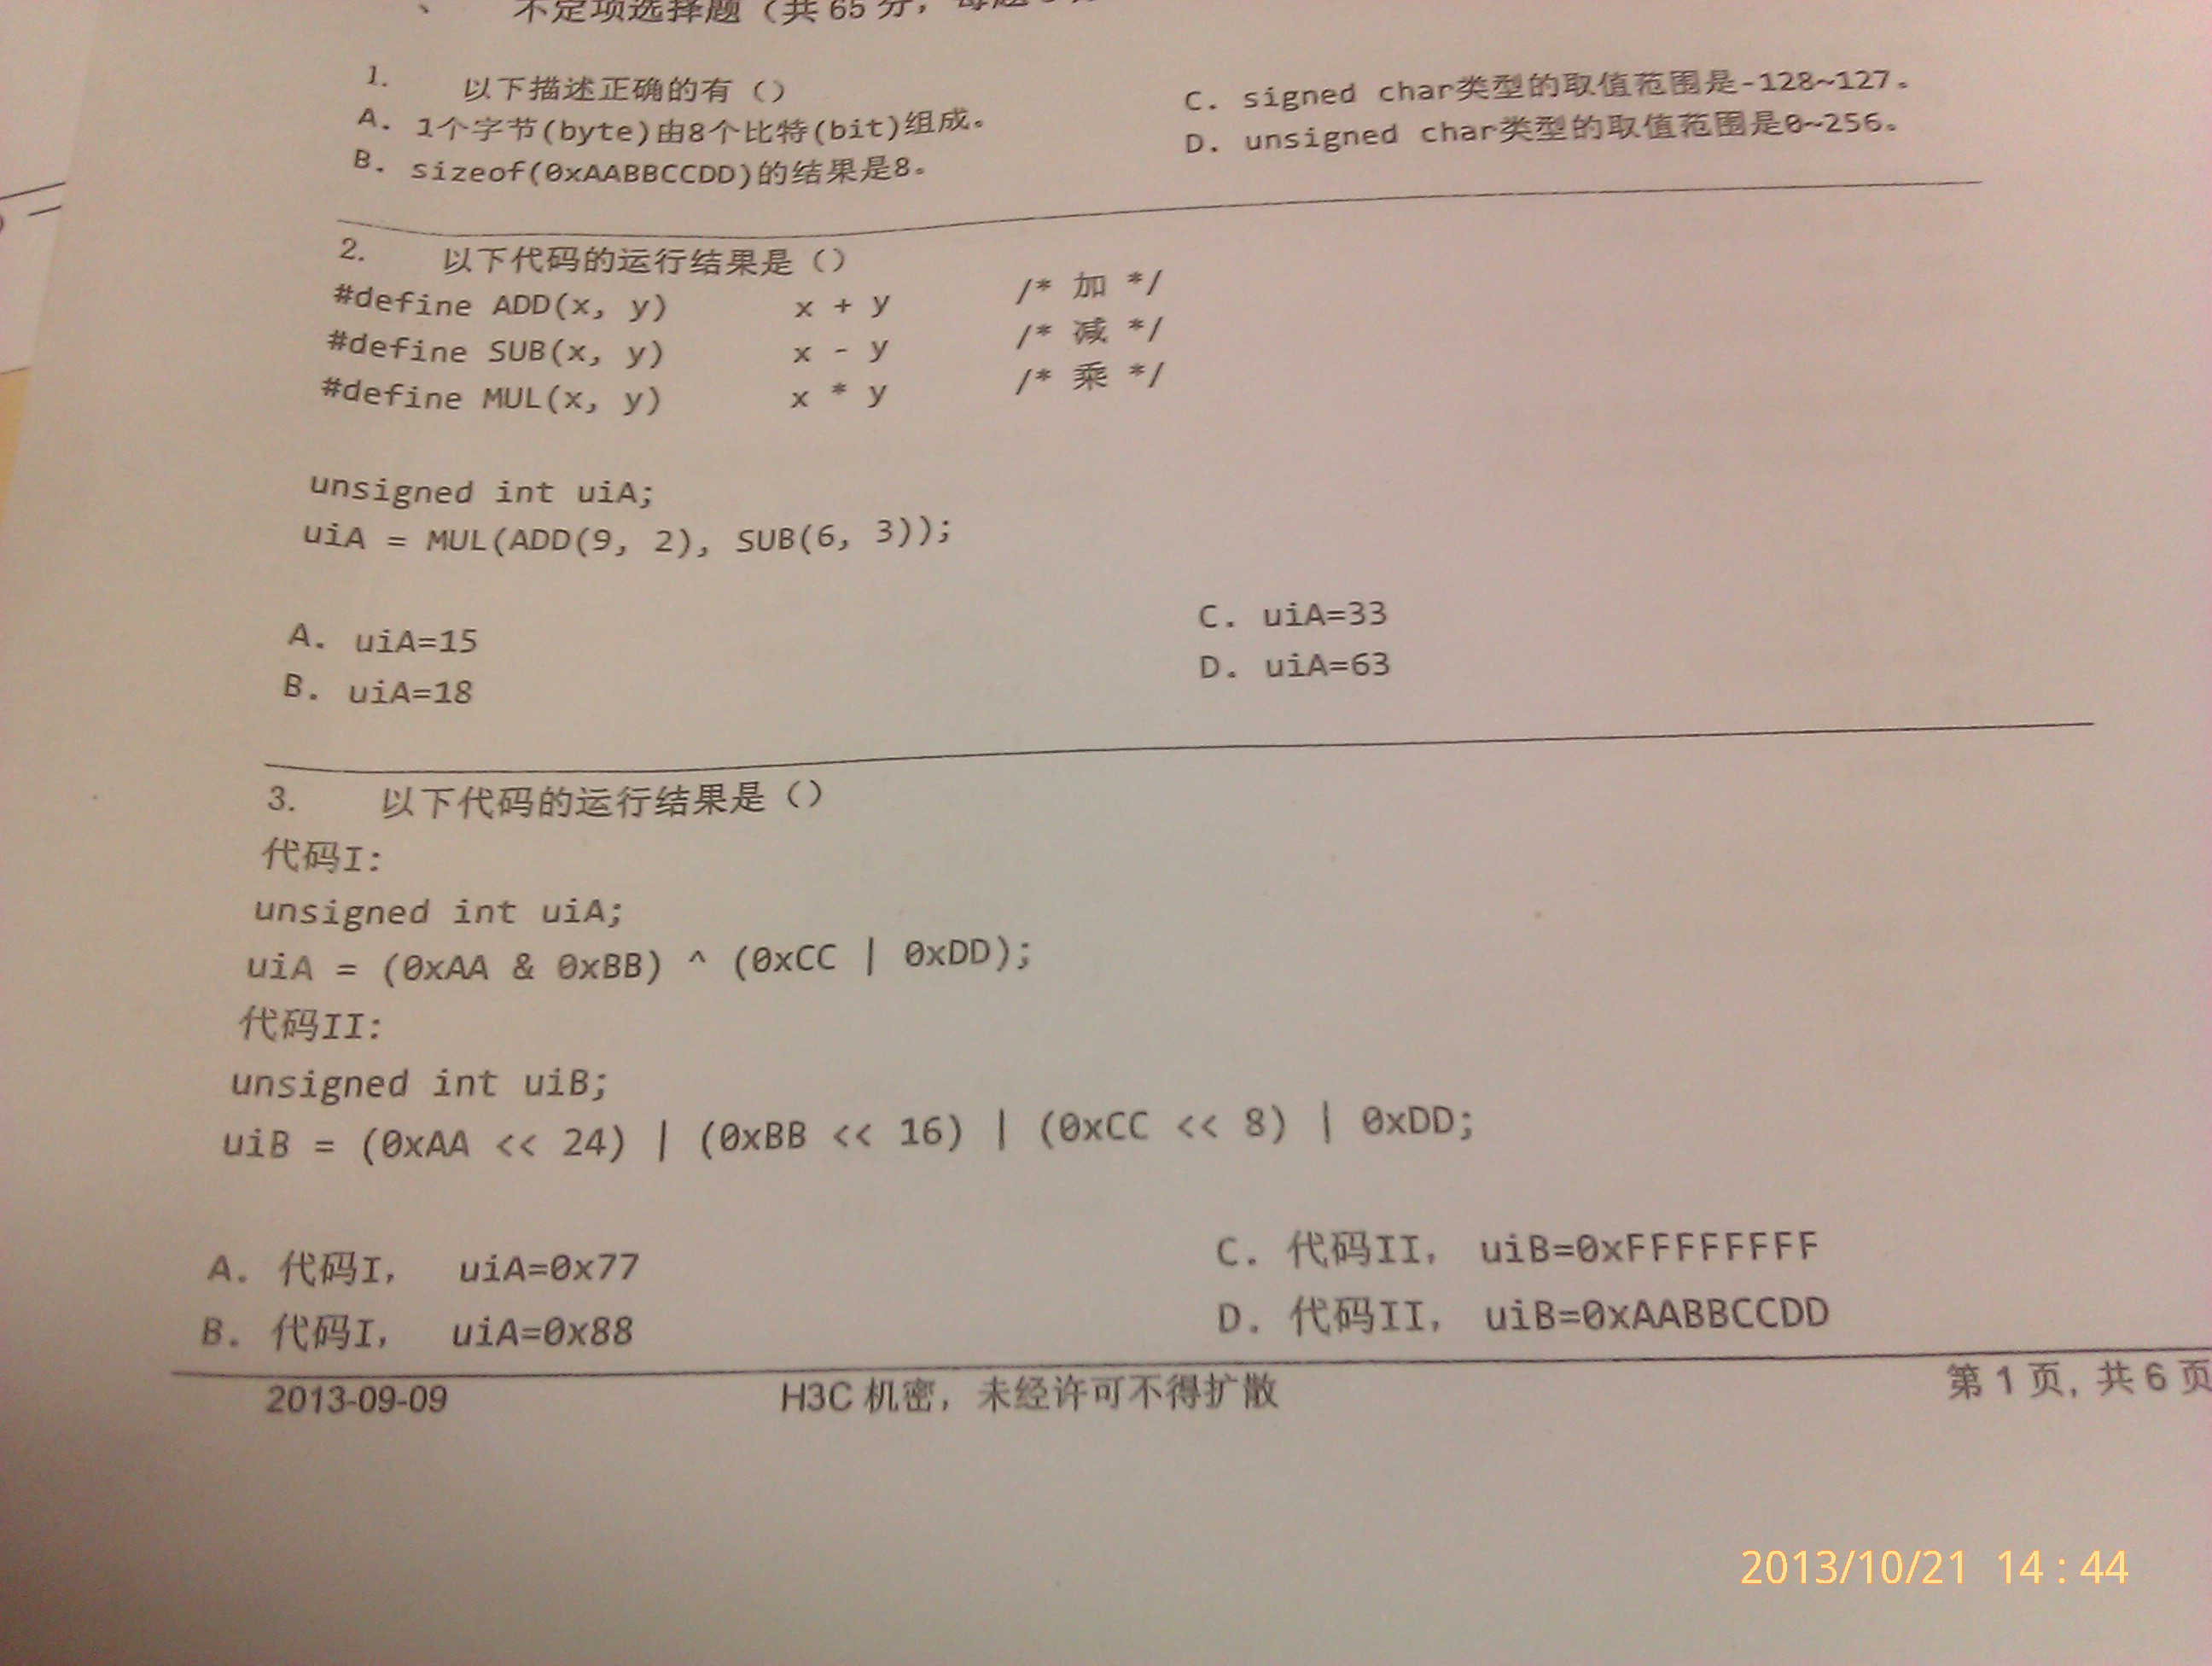 、 不定项选择题（共 65 分，每题
1. 以下描述正确的有（）
A. 1个字节(byte)由8个比特(bit)组成。
B. sizeof(0xAABBCCDD)的结果是8。
C. signed char类型的取值范围是-128~127。
D. unsigned char类型的取值范围是0~256。
2. 以下代码的运行结果是（）
#define ADD(x, y) x + y /* 加 */
#define SUB(x, y) x - y /* 减 */
#define MUL(x, y) x * y /* 乘 */
unsigned int uiA;
uiA = MUL(ADD(9, 2), SUB(6, 3));
A. uiA=15
B. uiA=18
C. uiA=33
D. uiA=63
3. 以下代码的运行结果是（）
代码I:
unsigned int uiA;
uiA = (0xAA & 0xBB) ^ (0xCC | 0xDD);
代码II:
unsigned int uiB;
uiB = (0xAA << 24) | (0xBB << 16) | (0xCC << 8) | 0xDD;
A. 代码I， uiA=0x77
B. 代码I， uiA=0x88
C. 代码II， uiB=0xFFFFFFFF
D. 代码II， uiB=0xAABBCCDD
2013-09-09 H3C 机密，未经许可不得扩散 第 1 页, 共 6 页
2013/10/21 14：44